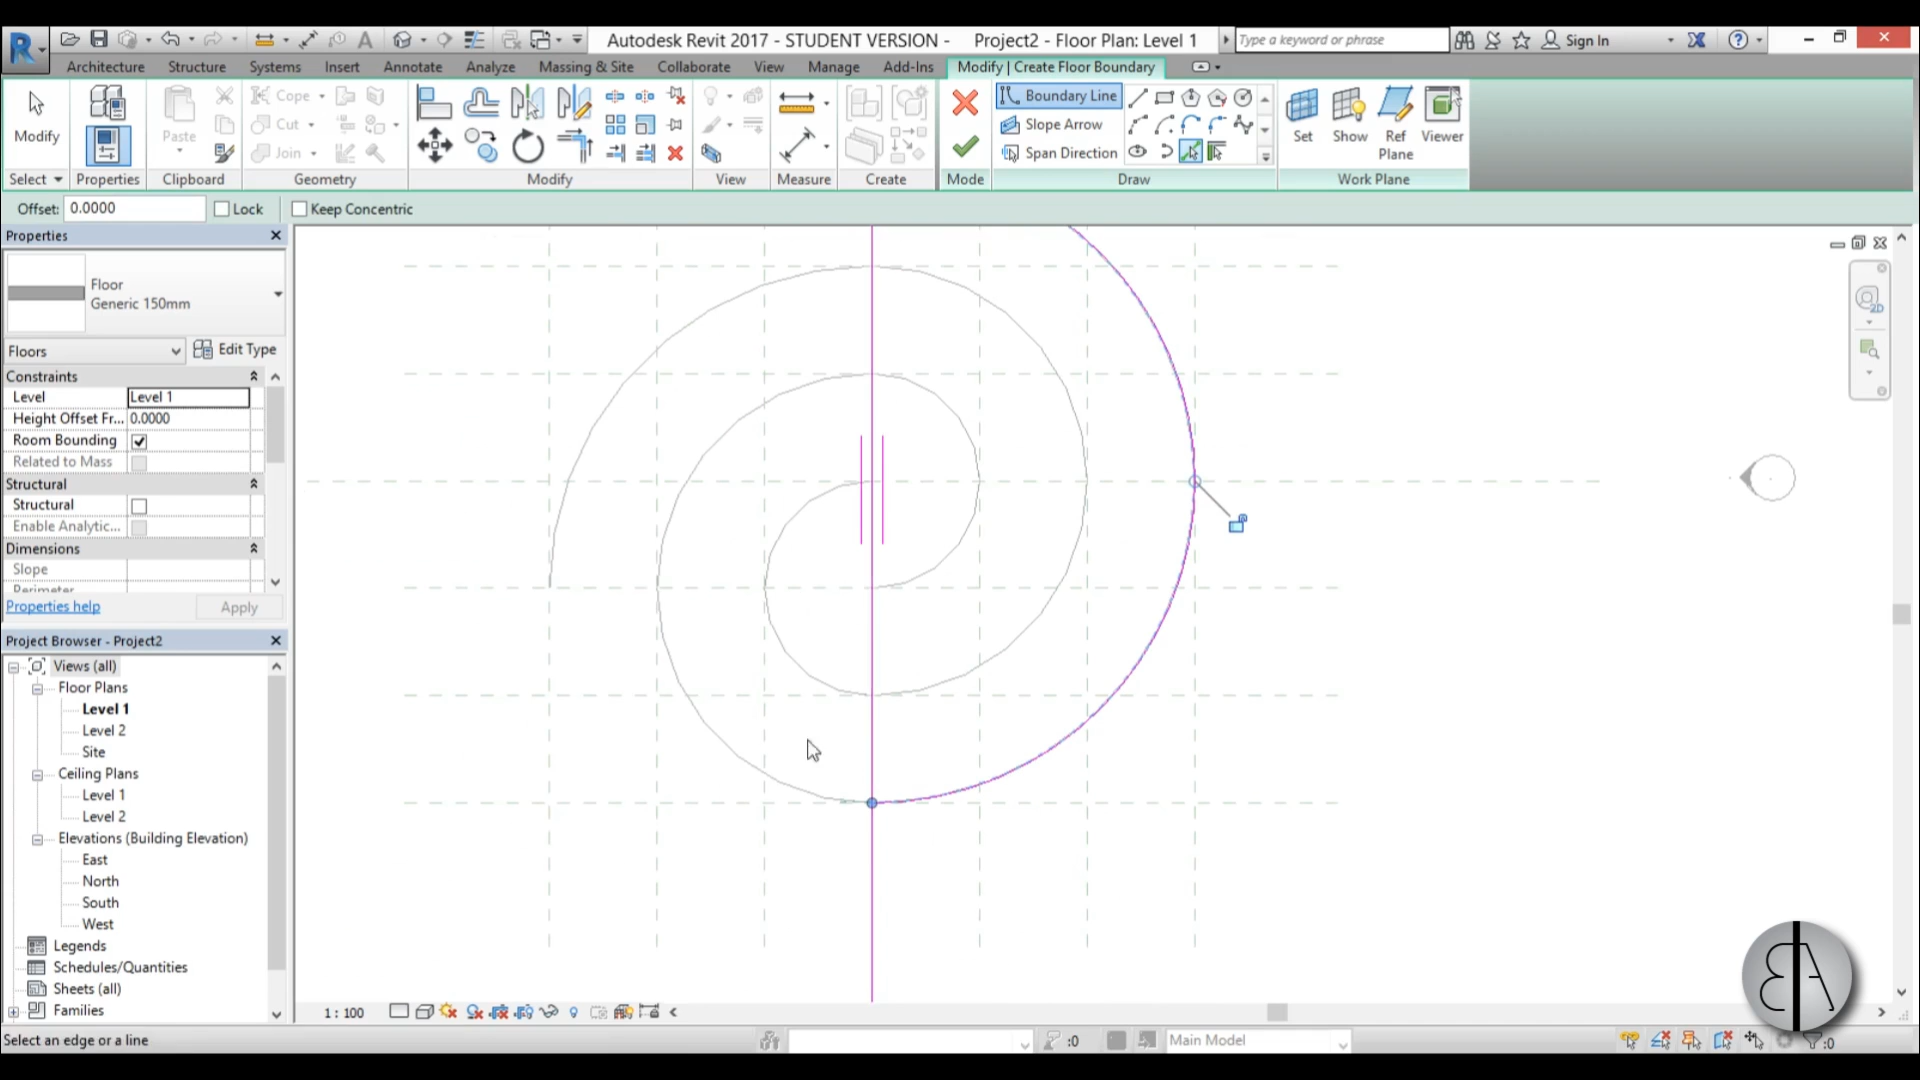 Autodesk Revit 2017 - STUDENT VERSION - Project2 - Floor Plan: Level 1
Type a keyword or phrase
Sign In
Architecture Structure Systems Insert Annotate Analyze Massing & Site Collaborate View Manage Add-Ins Modify | Create Floor Boundary
Modify
Paste
Cope
Cut
Join
Boundary Line
Slope Arrow
Span Direction
Set
Show
Ref
Plane
Viewer
Select Properties Clipboard Geometry Modify View Measure Create Mode Draw Work Plane
Offset: 0.0000 Lock Keep Concentric
Properties
Floor
Generic 150mm
Floors Edit Type
Constraints
Level Level 1
Height Offset Fr... 0.0000
Room Bounding
Related to Mass
Structural
Structural
Enable Analytic...
Dimensions
Slope
Perimeter
Properties help Apply
Project Browser - Project2
Views (all)
Floor Plans
Level 1
Level 2
Site
Ceiling Plans
Level 1
Level 2
Elevations (Building Elevation)
East
North
South
West
Legends
Schedules/Quantities
Sheets (all)
Families
1 : 100
2D
Select an edge or a line
:0
Main Model
:0